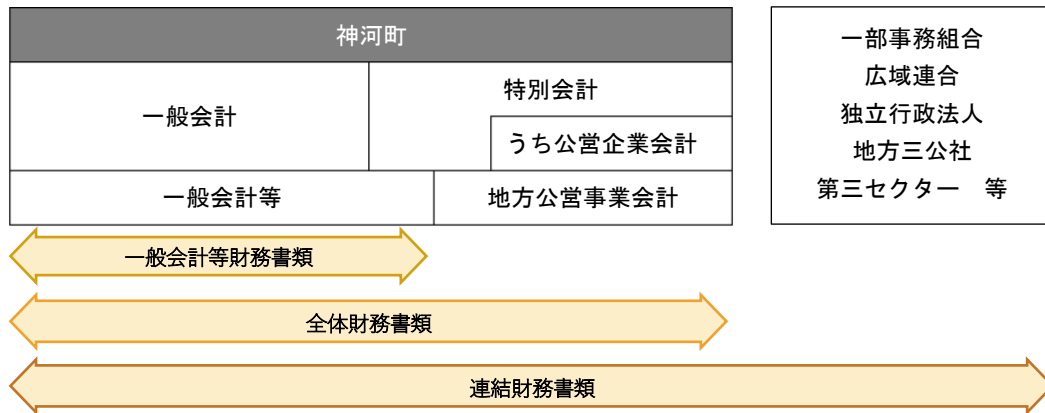 神河町
一般会計
特別会計
うち公営企業会計
一般会計等
地方公営事業会計
一部事務組合
広域連合
独立行政法人
地方三公社
第三セクター　等
一般会計等財務書類
全体財務書類
連結財務書類